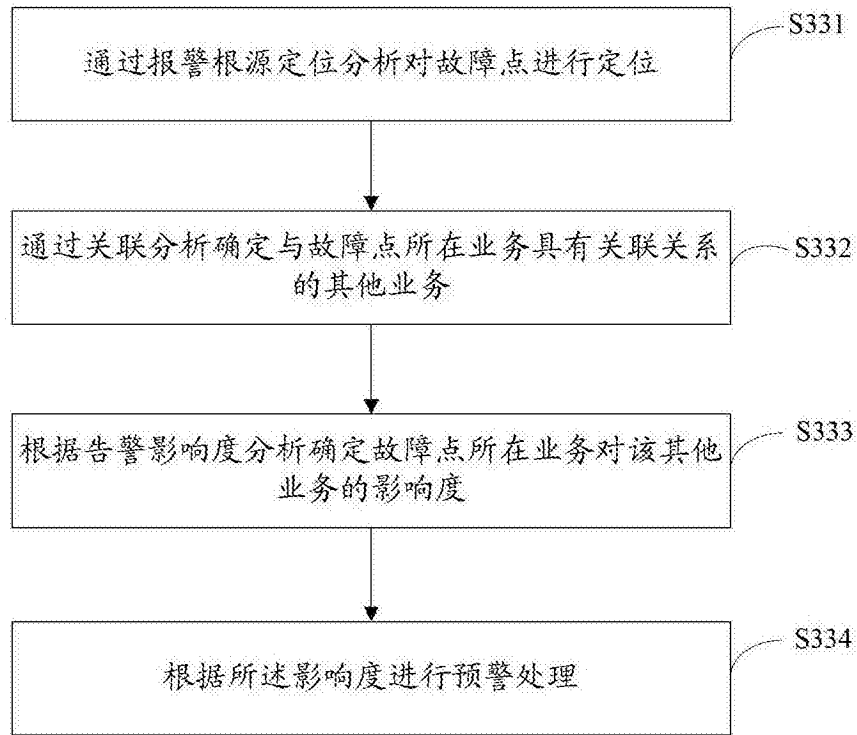 S331
通过报警根源定位分析对故障点进行定位
S332
通过关联分析确定与故障点所在业务具有关联关系
的其他业务
S333
根据告警影响度分析确定故障点所在业务对该其他
业务的影响度
S334
根据所述影响度进行预警处理